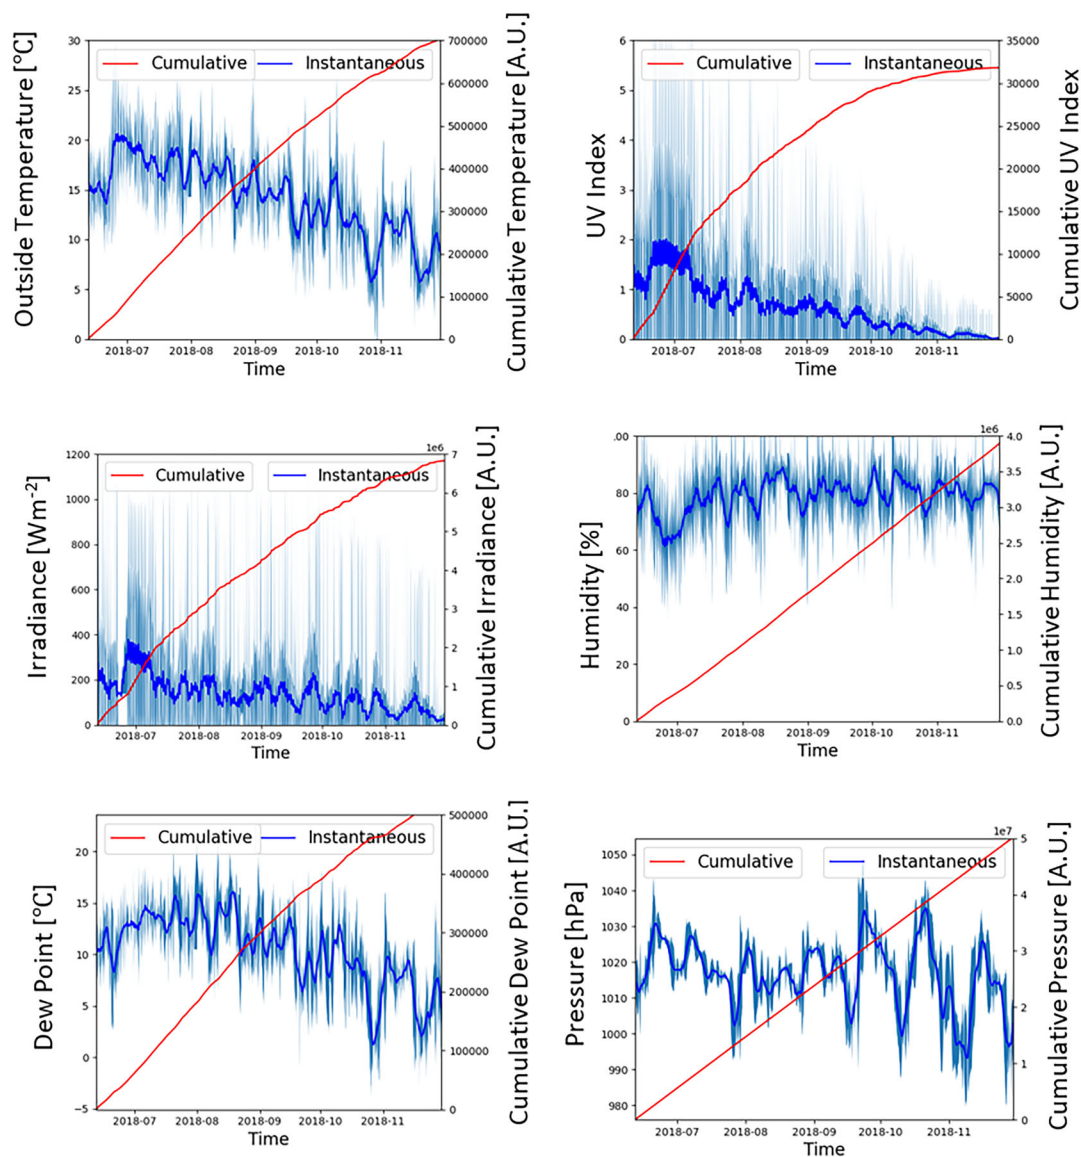 Outside Temperature [°C]
30
25
20
15
10
5
0
Cumulative Instantaneous
700000
600000
500000
400000
300000
200000
100000
0
Cumulative Temperature [A.U.]
2018-07 2018-08 2018-09 2018-10 2018-11
Time
UV Index
6
5
4
3
2
1
0
Cumulative Instantaneous
35000
30000
25000
20000
15000
10000
5000
0
Cumulative UV Index
2018-07 2018-08 2018-09 2018-10 2018-11
Time
Irradiance [Wm-2]
1200
1000
800
600
400
200
0
Cumulative Instantaneous
1e6
7
6
5
4
3
2
1
0
Cumulative Irradiance [A.U.]
2018-07 2018-08 2018-09 2018-10 2018-11
Time
Humidity [%]
.00
80
60
40
20
0
1e6
4.0
3.5
3.0
2.5
2.0
1.5
1.0
0.5
0.0
Cumulative Humidity [A.U.]
2018-07 2018-08 2018-09 2018-10 2018-11
Time
Dew Point [°C]
20
15
10
5
0
−5
Cumulative Instantaneous
500000
400000
300000
200000
100000
0
Cumulative Dew Point [A.U.]
2018-07 2018-08 2018-09 2018-10 2018-11
Time
Pressure [hPa]
1050
1040
1030
1020
1010
1000
990
980
Cumulative Instantaneous
1e7
5
4
3
2
1
0
Cumulative Pressure [A.U.]
2018-07 2018-08 2018-09 2018-10 2018-11
Time